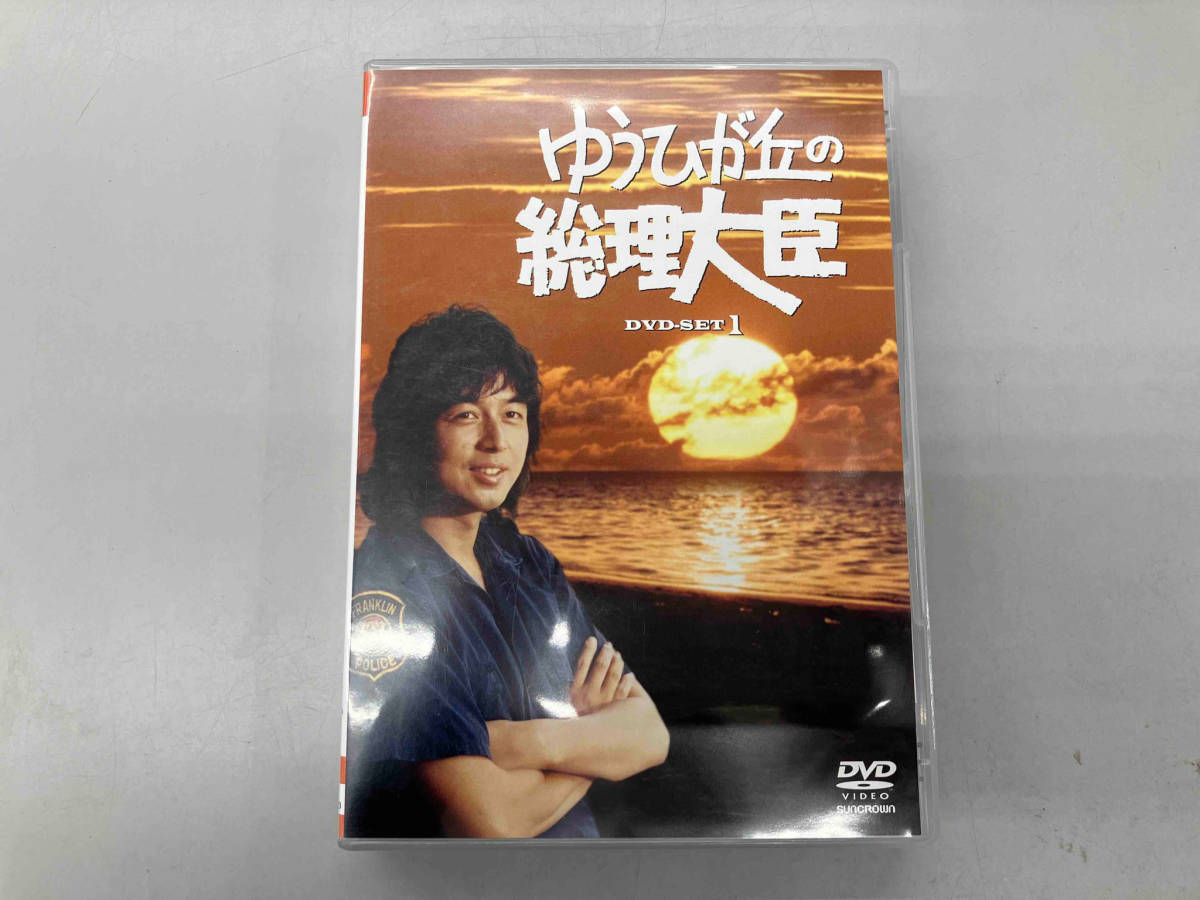 ゆうひが丘の
総理大臣
DVD-SET 1
FRANKLIN
POLICE
DVD
VIDEO
SUNCROWN